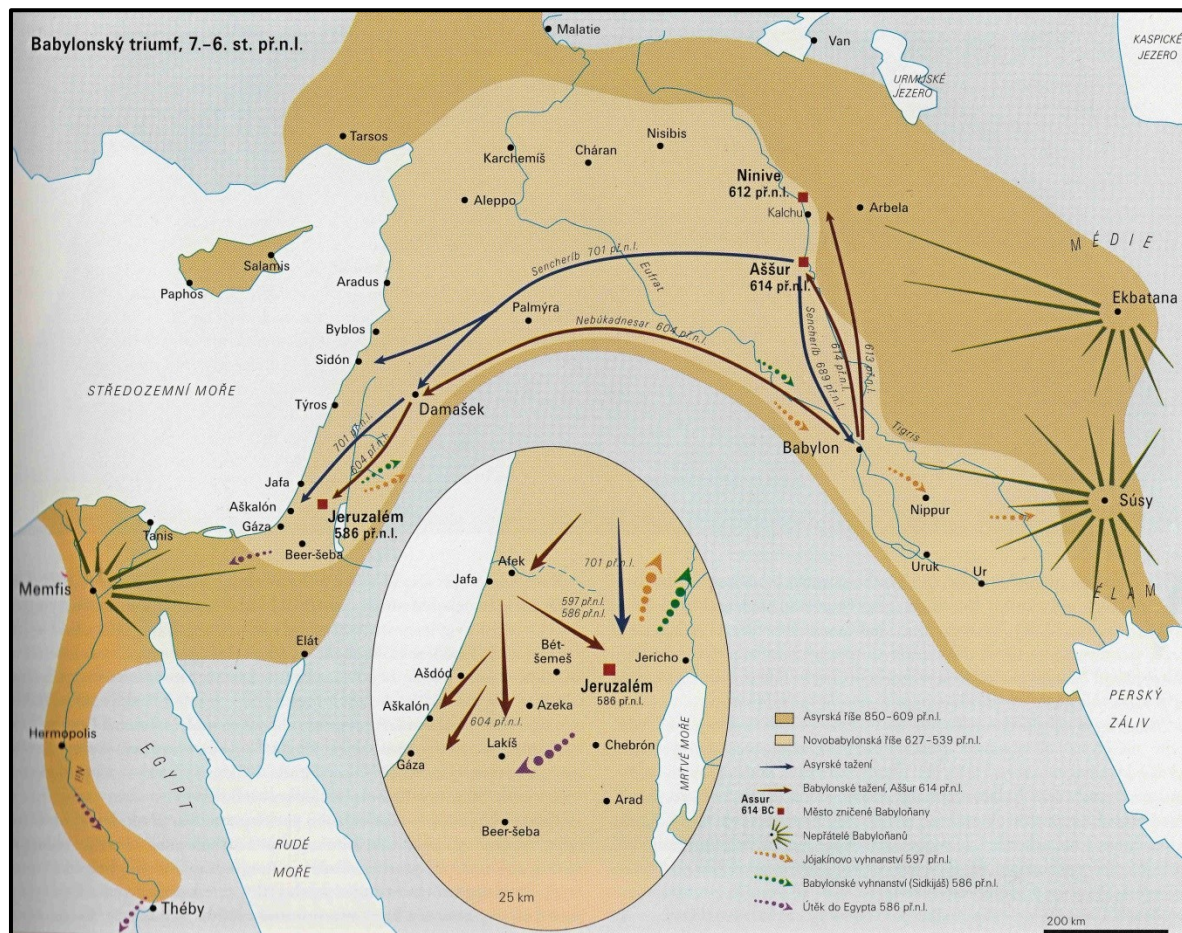 Babylonský triumf, 7.–6. st. př.n.l.
Malatie
Van
KASPICKÉ
JEZERO
URMIJSKÉ
JEZERO
Tarsos
Karchemíš
Cháran
Nisibis
Ninive
612 př.n.l.
Kalchu
Arbela
Aleppo
MÉDIE
Salamis
Paphos
Aradus
Sencheríb 701 př.n.l.
Eufrat
Aššur
614 př.n.l.
Ekbatana
Palmýra
Byblos
Sidón
Nebúkadnesar 604 př.n.l.
Sencheríb 689 př.n.l.
614 př.n.l.
613 př.n.l.
STŘEDOZEMNÍ MOŘE
Týros
Damašek
701 př.n.l.
604 př.n.l.
Babylon
Tigris
Jafa
Aškalón
Gáza
Jeruzalém
586 př.n.l.
Beer-šeba
Tanis
Nippur
Súsy
Memfis
Uruk
Ur
ÉLAM
Elát
Afek
Jafa
701 př.n.l.
597 př.n.l.
586 př.n.l.
Bét-
šemeš
Jericho
Ašdód
Jeruzalém
586 př.n.l.
Aškalón
Azeka
604 př.n.l.
Lakíš
Chebrón
Gáza
MRTVÉ MOŘE
Arad
Beer-šeba
25 km
PERSKÝ
ZÁLIV
Hermopolis
Nil
EGYPT
RUDÉ
MOŘE
Théby
Asyrská říše 850–609 př.n.l.
Novobabylonská říše 627–539 př.n.l.
Asyrské tažení
Babylonské tažení, Aššur 614 př.n.l.
Assur
614 BC
Město zničené Babyloňany
Nepřátelé Babyloňanů
Jójakínovo vyhnanství 597 př.n.l.
Babylonské vyhnanství (Sidkijáš) 586 př.n.l.
Útěk do Egypta 586 př.n.l.
200 km